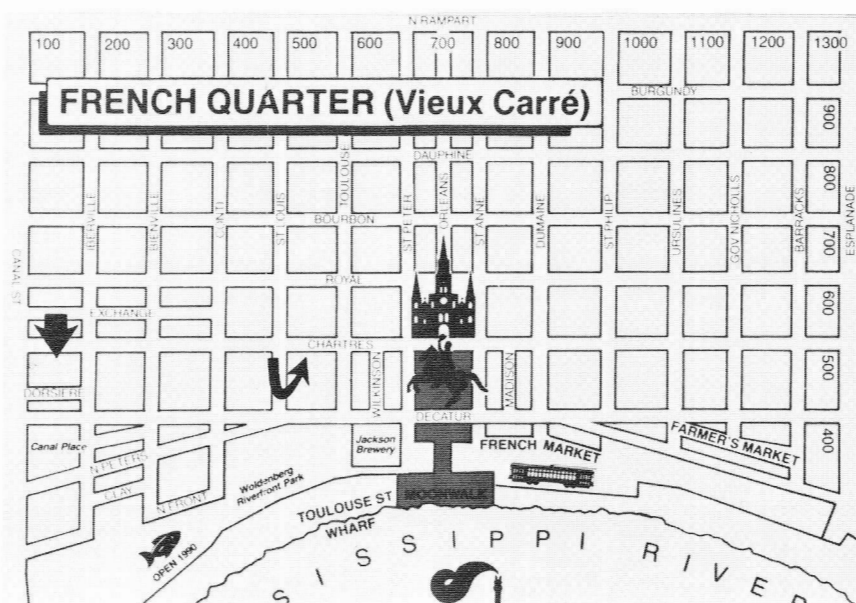 N RAMPART
100 200 300 400 500 600 700 800 900 1000 1100 1200 1300
FRENCH QUARTER (Vieux Carré)
BURGUNDY
900
DAUPHINE
800
IBERVILLE
BIENVILLE
CONTI
ST. LOUIS
TOULOUSE
ST PETER
ORLEANS
ST. ANNE
DUMAINE
ST PHILIP
URSULINES
GOV NICHOLLS
BARRACKS
ESPLANADE
BOURBON
700
CANAL ST
ROYAL
600
EXCHANGE
CHARTRES
500
DORSIERE
WILKINSON
MADISON
DECATUR
400
Canal Place
N PETERS
CLAY
N FRONT
Woldenberg
Riverfront Park
Jackson
Brewery
FRENCH MARKET
FARMER'S MARKET
MOONWALK
TOULOUSE ST
WHARF
OPEN 1990
SISSIPPI RIVER